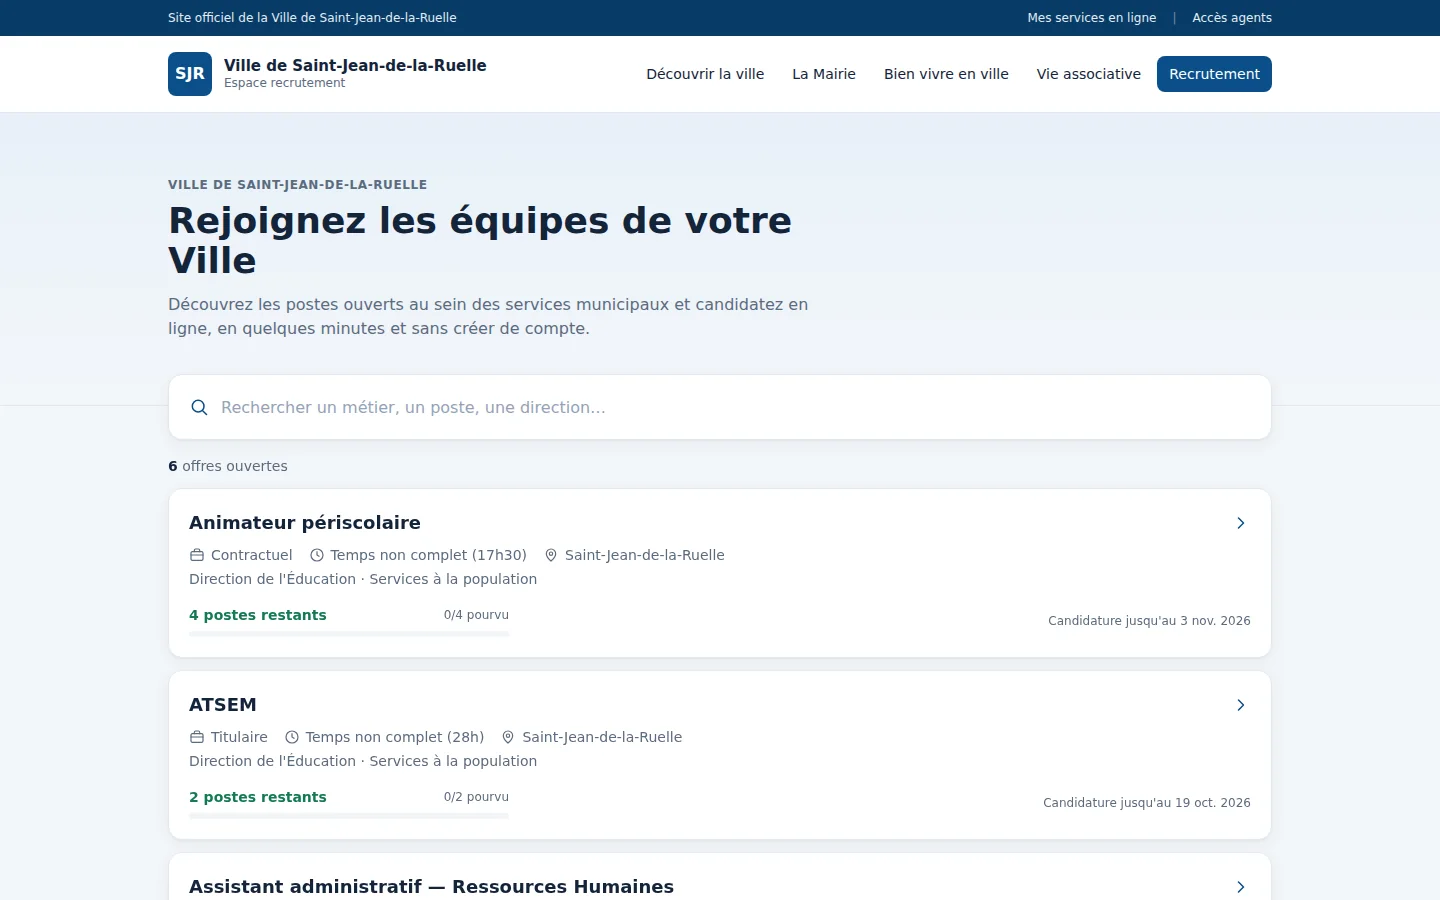 Site officiel de la Ville de Saint-Jean-de-la-Ruelle
Mes services en ligne | Accès agents
SJR
Ville de Saint-Jean-de-la-Ruelle
Espace recrutement
Découvrir la ville La Mairie Bien vivre en ville Vie associative Recrutement
VILLE DE SAINT-JEAN-DE-LA-RUELLE
Rejoignez les équipes de votre
Ville
Découvrez les postes ouverts au sein des services municipaux et candidatez en
ligne, en quelques minutes et sans créer de compte.
Rechercher un métier, un poste, une direction…
6 offres ouvertes
Animateur périscolaire
Contractuel Temps non complet (17h30) Saint-Jean-de-la-Ruelle
Direction de l'Éducation · Services à la population
4 postes restants 0/4 pourvu
Candidature jusqu'au 3 nov. 2026
ATSEM
Titulaire Temps non complet (28h) Saint-Jean-de-la-Ruelle
Direction de l'Éducation · Services à la population
2 postes restants 0/2 pourvu
Candidature jusqu'au 19 oct. 2026
Assistant administratif — Ressources Humaines